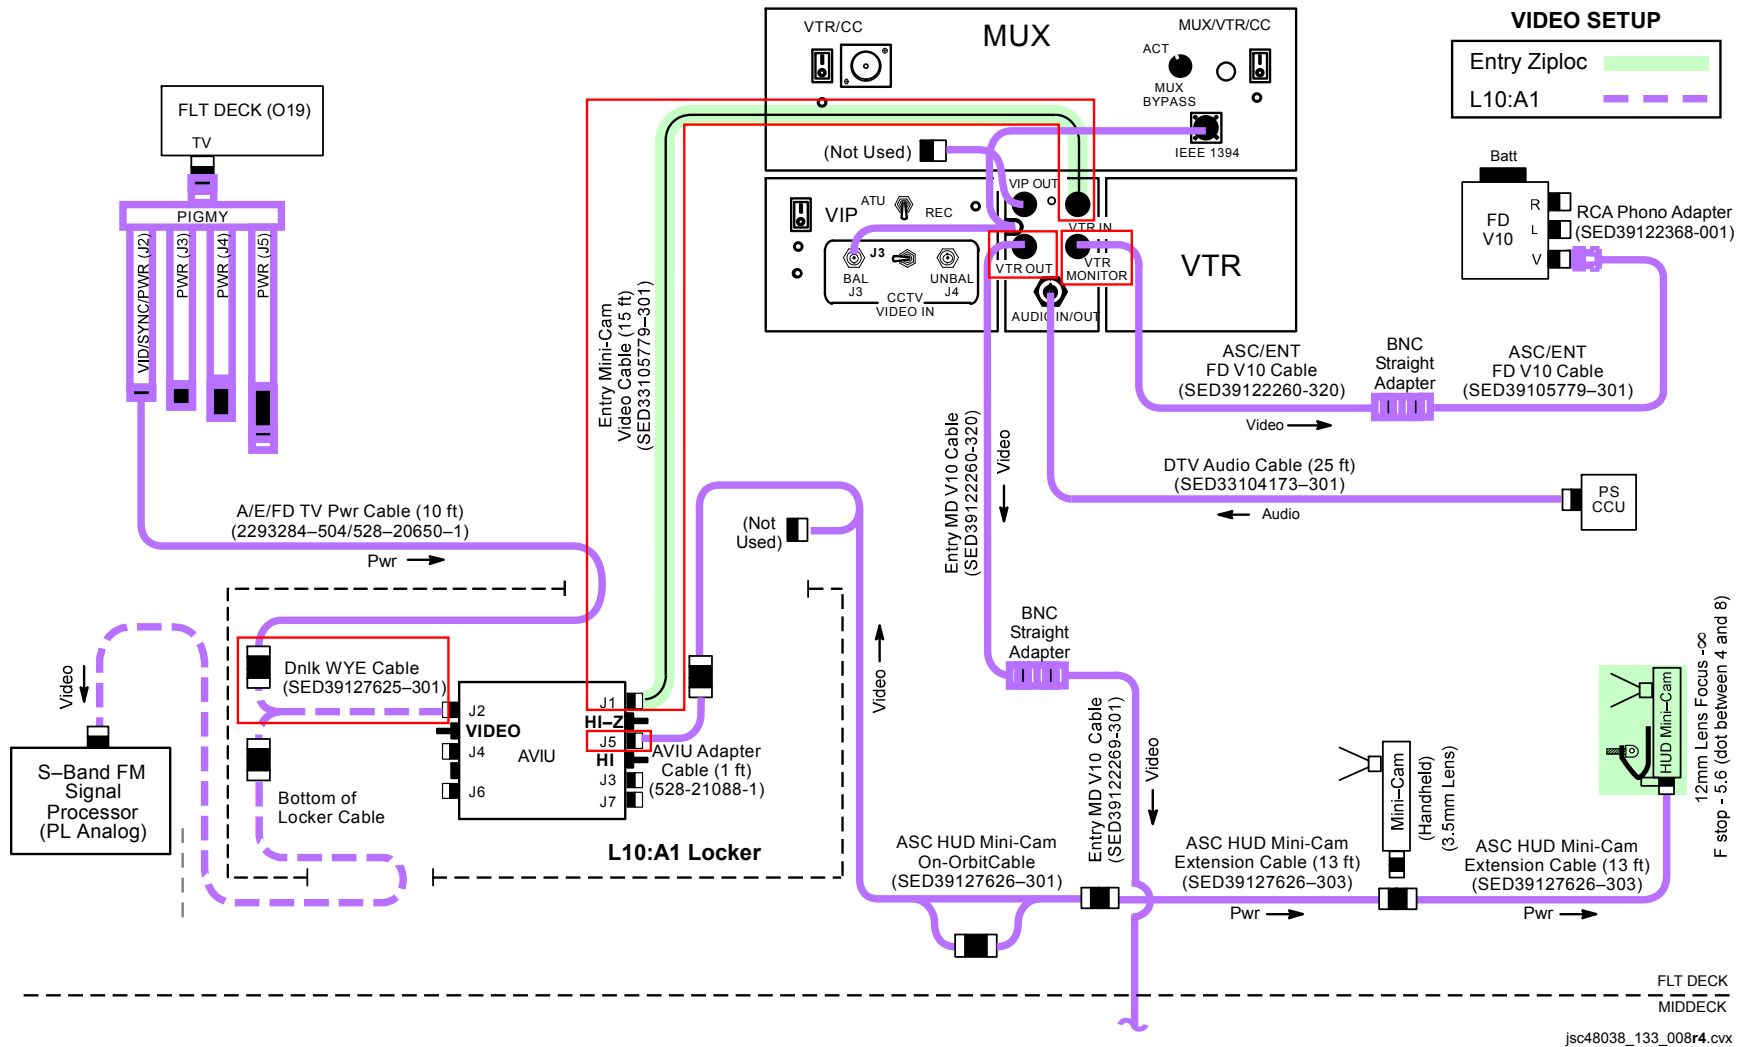 VIDEO SETUP
Entry Ziploc
L10:A1
VTR/CC
MUX
MUX/VTR/CC
ACT
MUX
BYPASS
IEEE 1394
(Not Used)
FLT DECK (O19)
TV
PIGMY
VID/SYNC/PWR (J2)
PWR (J3)
PWR (J4)
PWR (J5)
VIP
ATU
REC
J3
BAL
J3
UNBAL
J4
CCTV
VIDEO IN
VIP OUT
VTR IN
VTR OUT
VTR
MONITOR
AUDIO IN/OUT
VTR
Batt
FD
V10
R
L
V
RCA Phono Adapter
(SED39122368-001)
Entry Mini-Cam
Video Cable (15 ft)
(SED33105779–301)
ASC/ENT
FD V10 Cable
(SED39122260-320)
BNC
Straight
Adapter
ASC/ENT
FD V10 Cable
(SED39105779–301)
Video
Entry MD V10 Cable
(SED39122260-320)
Video
DTV Audio Cable (25 ft)
(SED33104173–301)
Audio
PS
CCU
A/E/FD TV Pwr Cable (10 ft)
(2293284–504/528–20650–1)
Pwr
(Not
Used)
BNC
Straight
Adapter
Video
Dnlk WYE Cable
(SED39127625–301)
J2
VIDEO
J4
J6
AVIU
J1
HI–Z
J5
HI
J3
J7
AVIU Adapter
Cable (1 ft)
(528-21088-1)
S–Band FM
Signal
Processor
(PL Analog)
Bottom of
Locker Cable
L10:A1 Locker
Video
ASC HUD Mini-Cam
On-OrbitCable
(SED39127626–301)
Entry MD V10 Cable
(SED39122269-301)
Video
ASC HUD Mini-Cam
Extension Cable (13 ft)
(SED39127626–303)
Pwr
Mini–Cam
(Handheld)
(3.5mm Lens)
ASC HUD Mini-Cam
Extension Cable (13 ft)
(SED39127626–303)
Pwr
HUD Mini–Cam
12mm Lens Focus -∞
F stop - 5.6 (dot between 4 and 8)
FLT DECK
MIDDECK
jsc48038_133_008r4.cvx